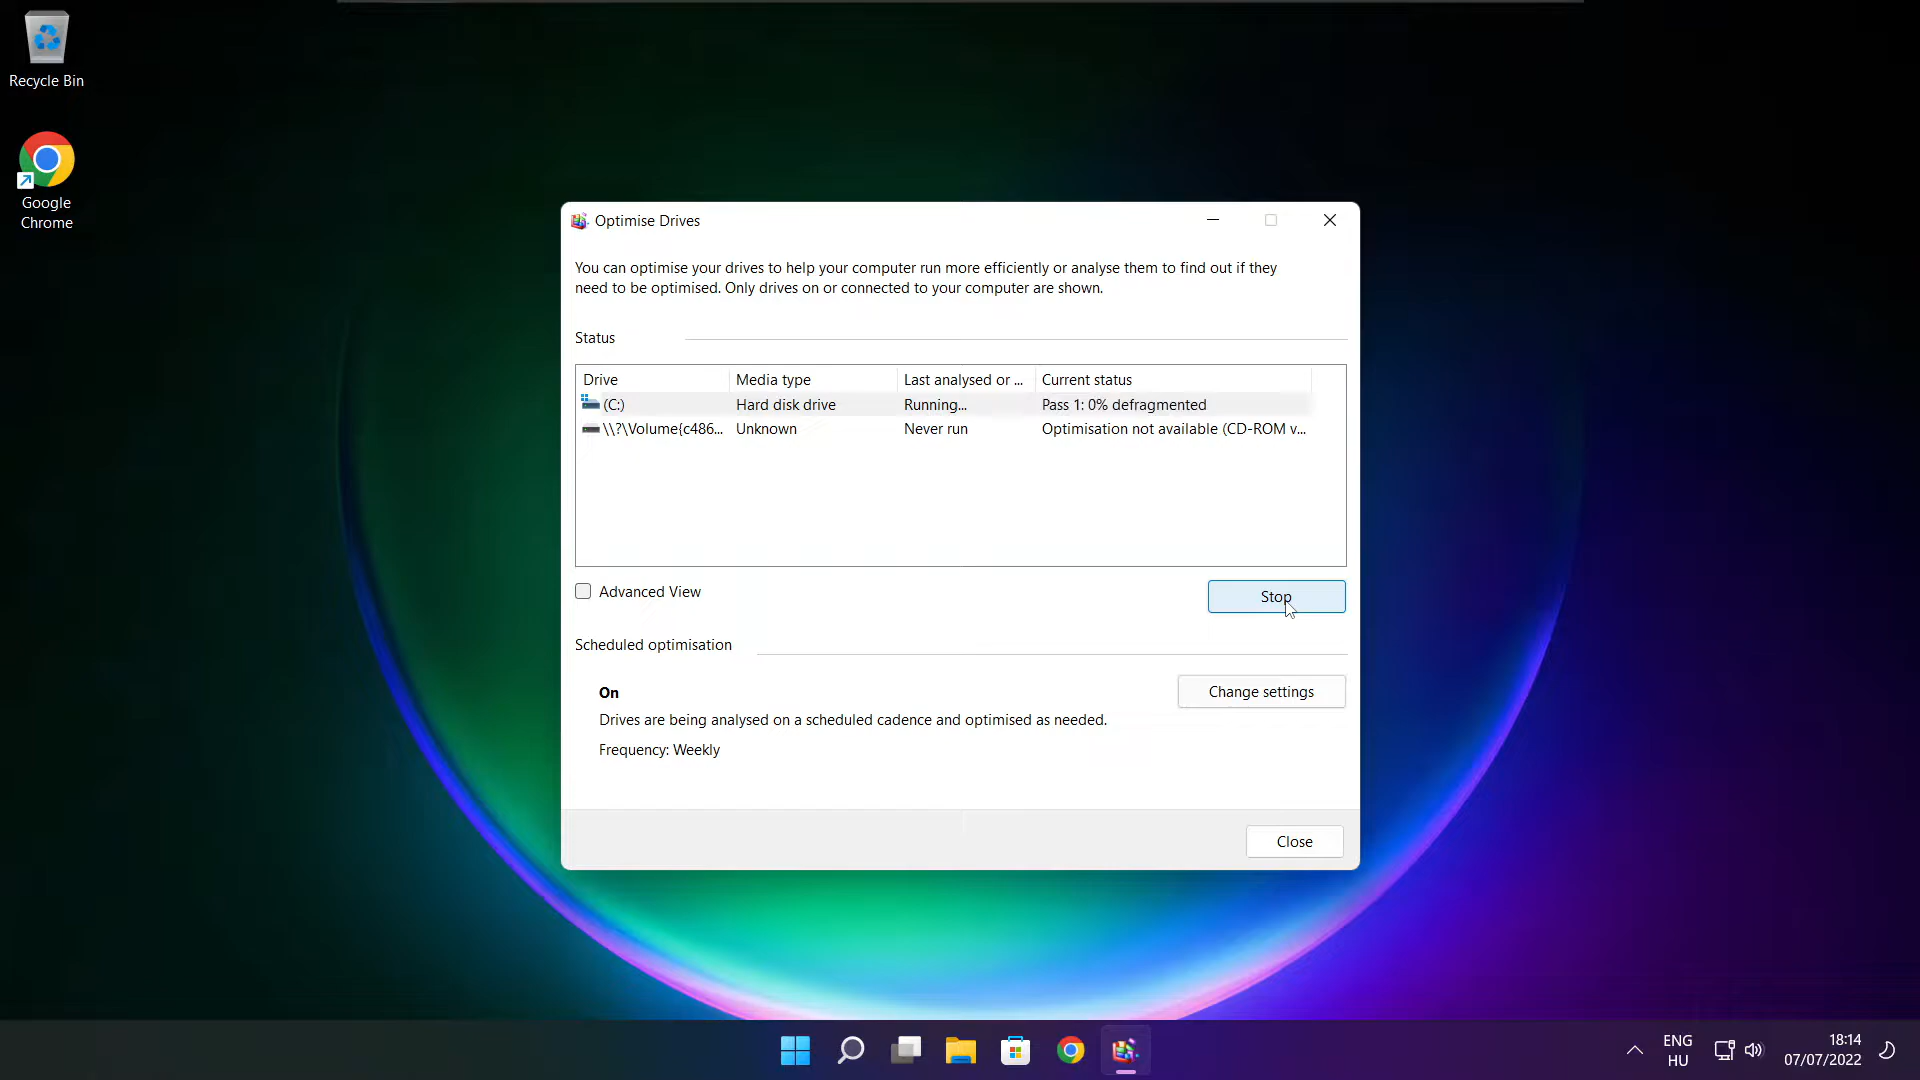 Recycle Bin
Google
Chrome
Optimise Drives
You can optimise your drives to help your computer run more efficiently or analyse them to find out if they
need to be optimised. Only drives on or connected to your computer are shown.
Status
Drive Media type Last analysed or ... Current status
(C:) Hard disk drive Running... Pass 1: 0% defragmented
\\?\Volume{c486... Unknown Never run Optimisation not available (CD-ROM v...
Advanced View
Stop
Scheduled optimisation
On
Change settings
Drives are being analysed on a scheduled cadence and optimised as needed.
Frequency: Weekly
Close
ENG
HU
18:14
07/07/2022